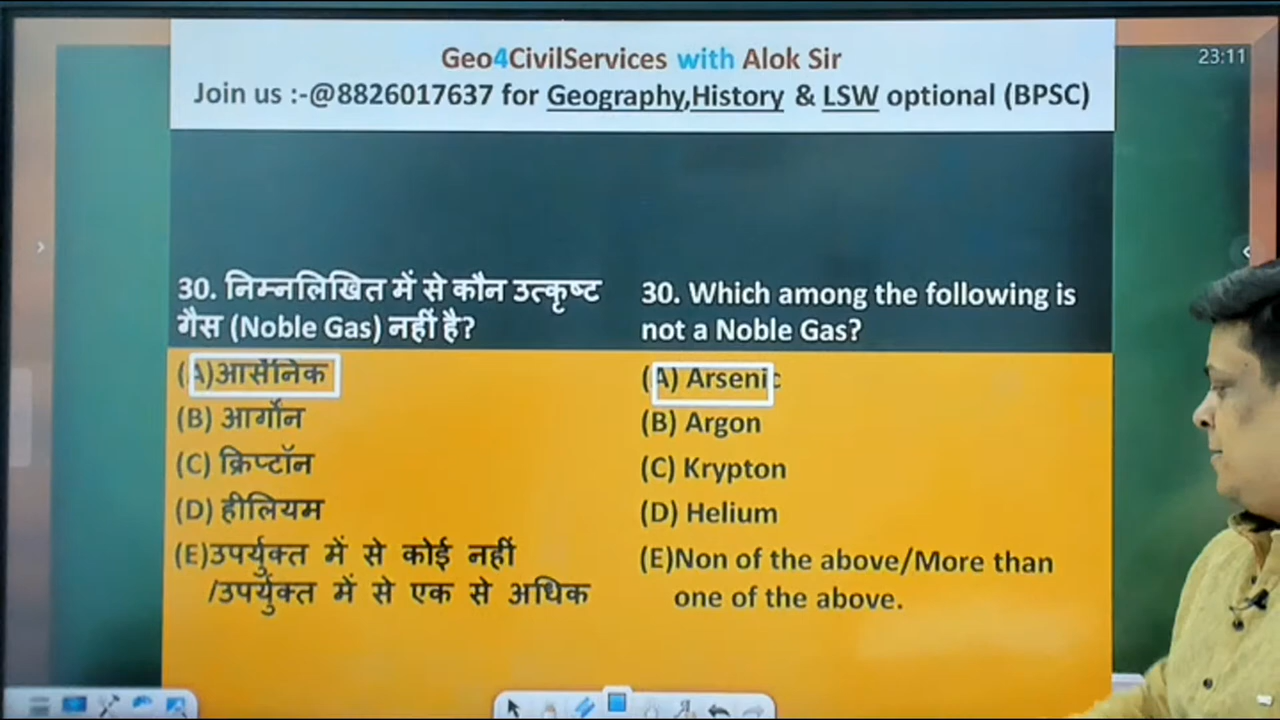 Geo4CivilServices with Alok Sir
Join us :-@8826017637 for Geography,History & LSW optional (BPSC)
23:11
30. निम्नलिखित में से कौन उत्कृष्ट
गैस (Noble Gas) नहीं है?
(A)आर्सेनिक
(B) आर्गोन
(C) क्रिप्टॉन
(D) हीलियम
(E)उपर्युक्त में से कोई नहीं
/उपर्युक्त में से एक से अधिक
30. Which among the following is
not a Noble Gas?
(A) Arsenic
(B) Argon
(C) Krypton
(D) Helium
(E)Non of the above/More than
one of the above.